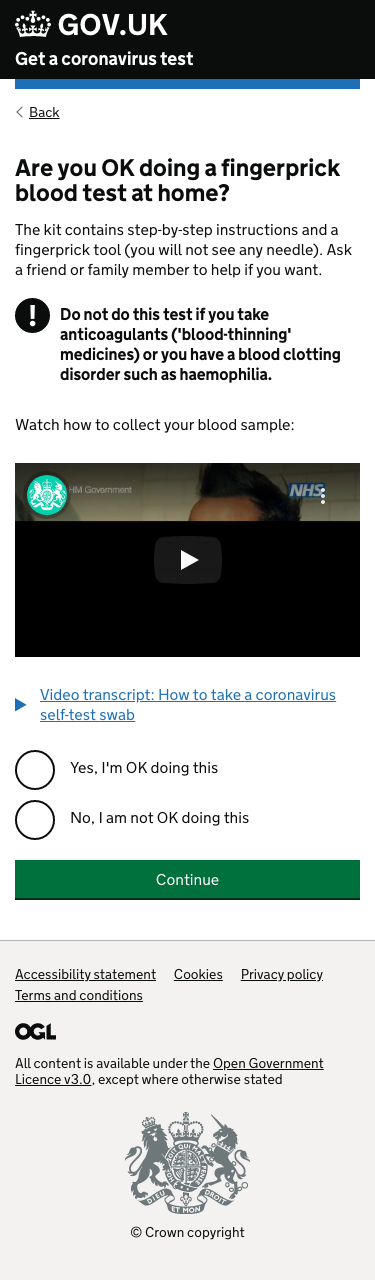 GOV.UK
Get a coronavirus test
Back
Are you OK doing a fingerprick
blood test at home?
The kit contains step-by-step instructions and a
fingerprick tool (you will not see any needle). Ask
a friend or family member to help if you want.
!
Do not do this test if you take
anticoagulants ('blood-thinning'
medicines) or you have a blood clotting
disorder such as haemophilia.
Watch how to collect your blood sample:
HM Government
NHS
Video transcript: How to take a coronavirus
self-test swab
Yes, I'm OK doing this
No, I am not OK doing this
Continue
Accessibility statement Cookies Privacy policy
Terms and conditions
OGL
All content is available under the Open Government
Licence v3.0, except where otherwise stated
DIEU ET MON DROIT
© Crown copyright